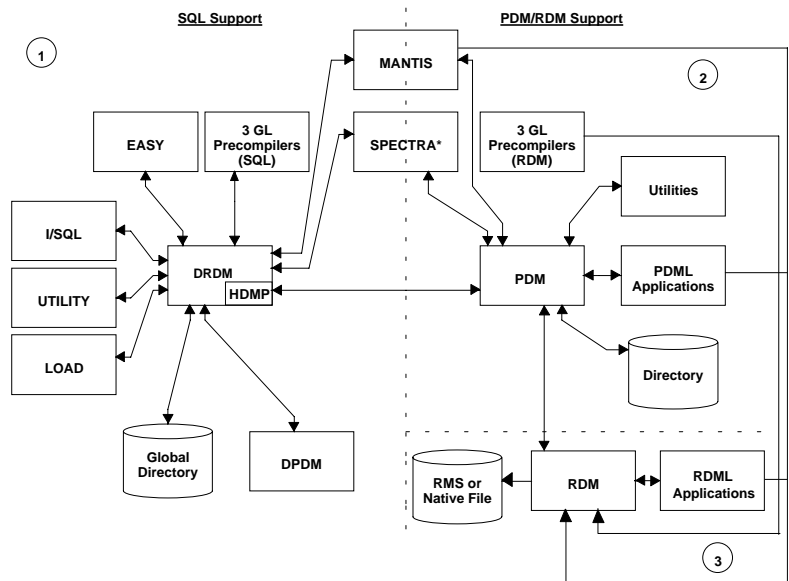 SQL Support
PDM/RDM Support
1
MANTIS
2
EASY
3 GL
Precompilers
(SQL)
SPECTRA*
3 GL
Precompilers
(RDM)
Utilities
I/SQL
DRDM
HDMP
PDM
PDML
Applications
UTILITY
LOAD
Directory
Global
Directory
DPDM
RMS or
Native File
RDM
RDML
Applications
3